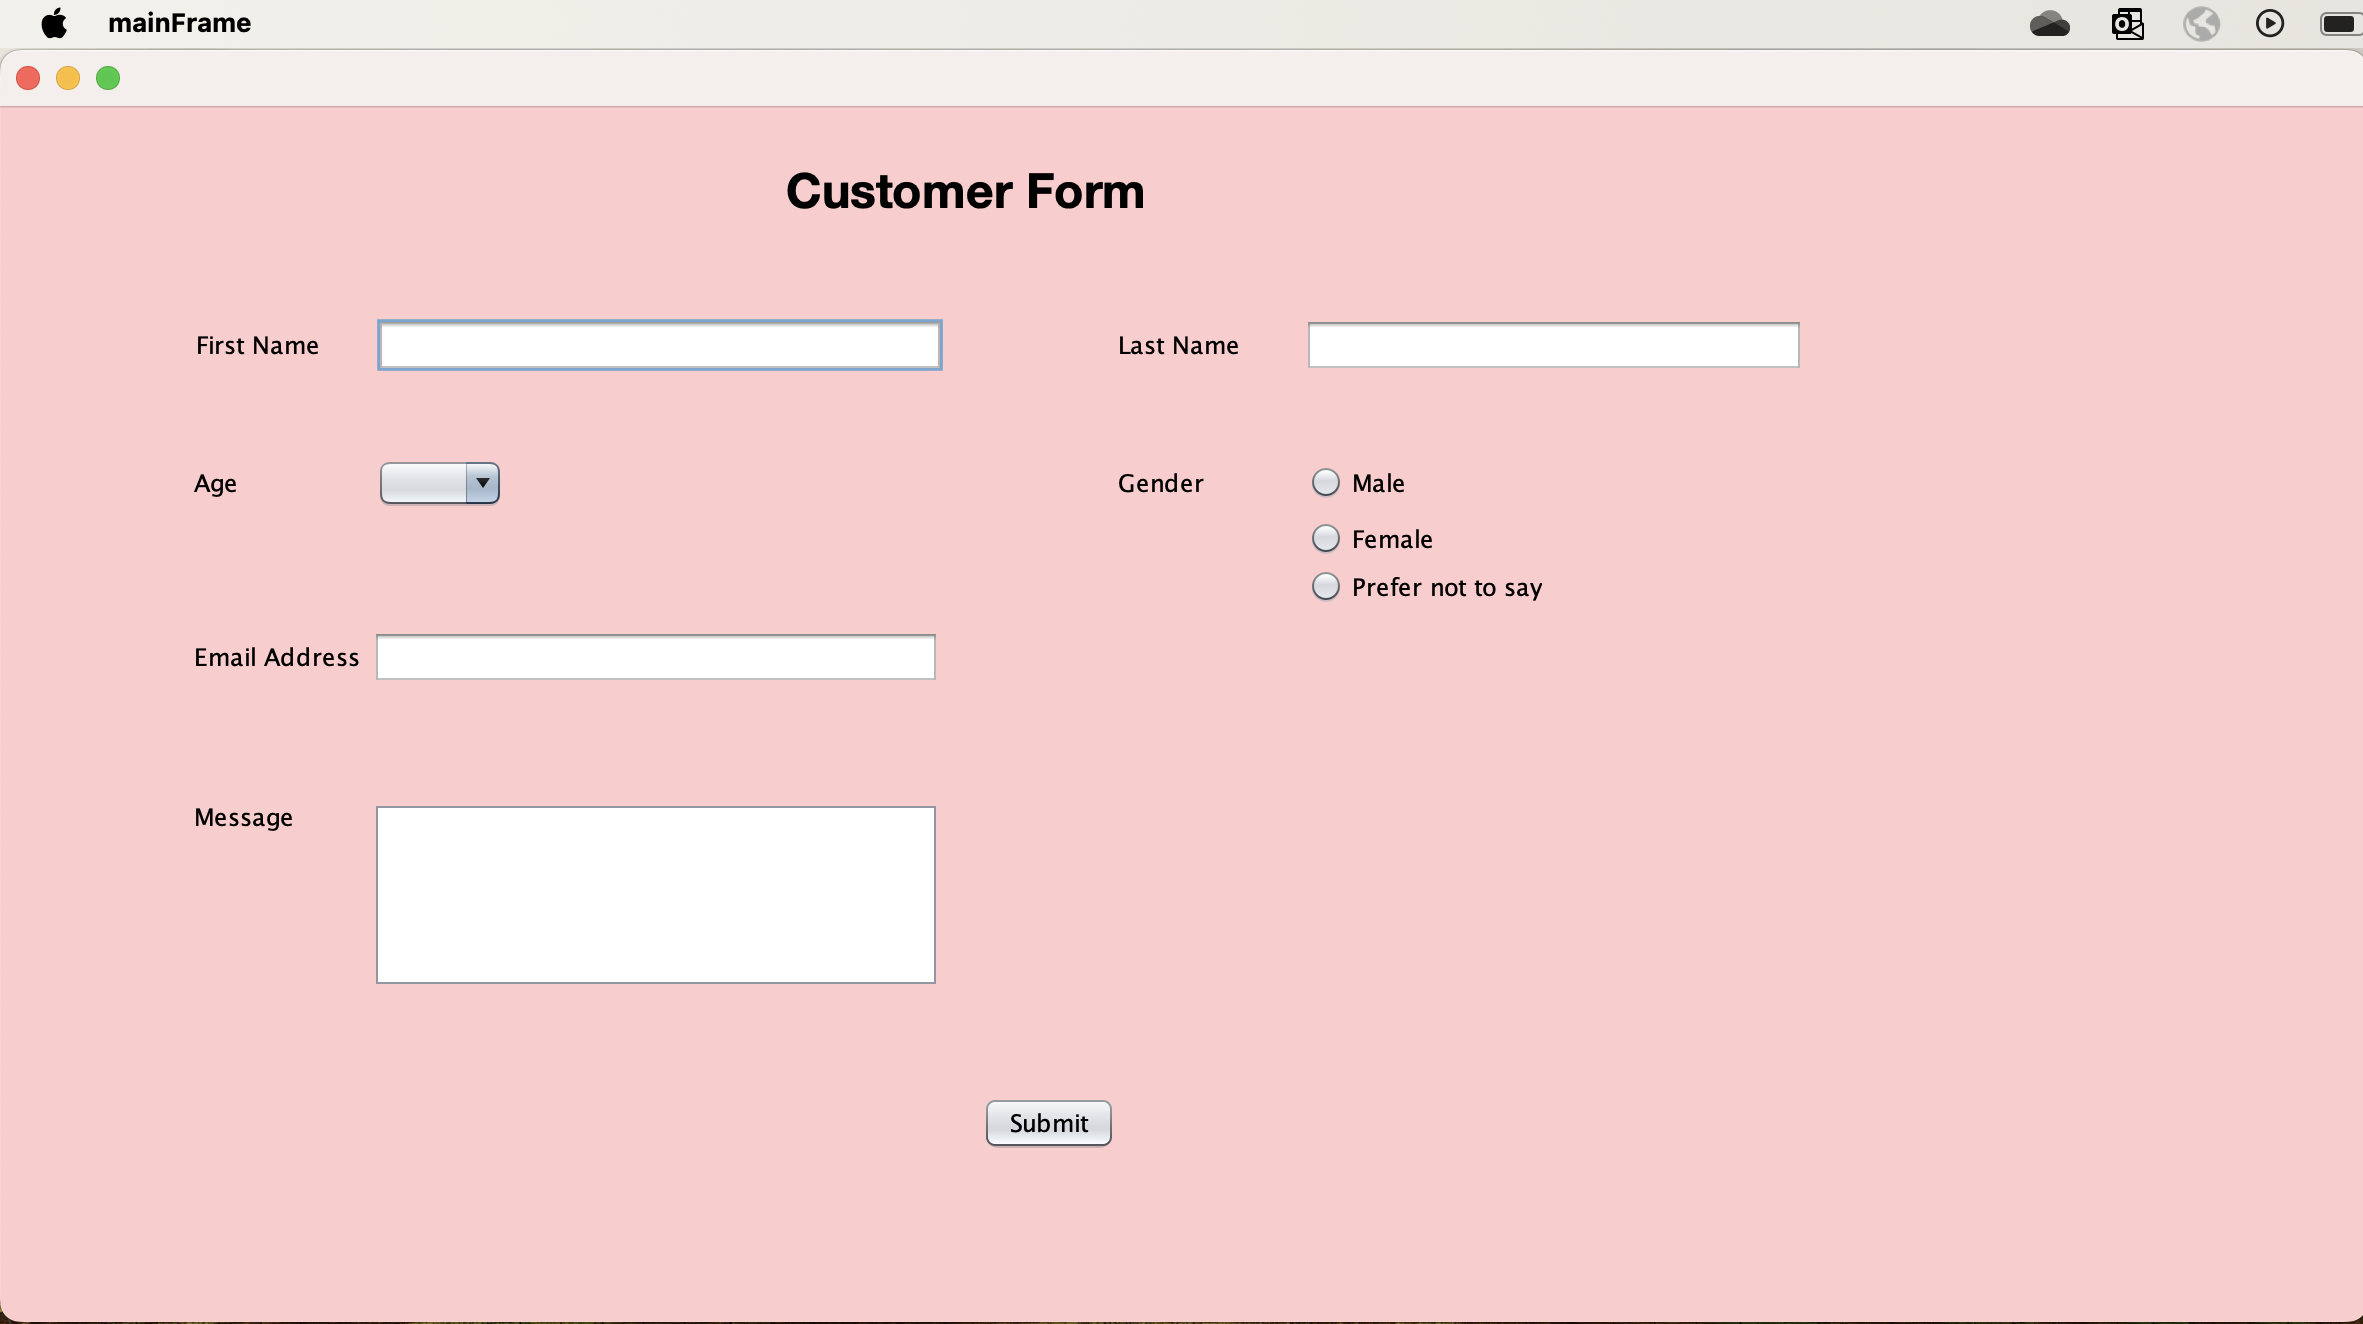 mainFrame
Customer Form
First Name
Last Name
Age
Gender
Male
Female
Prefer not to say
Email Address
Message
Submit